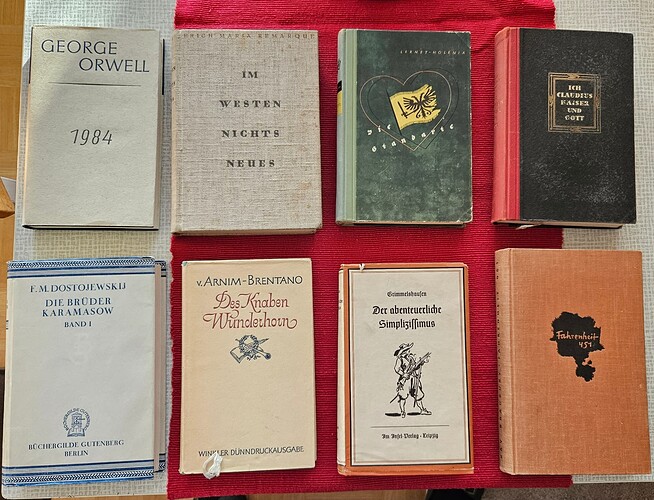 GEORGE
ORWELL
1984
ERICH MARIA REMARQUE
IM
WESTEN
NICHTS
NEUES
LERNET-HOLENIA
Die
Standarte
ICH
CLAUDIUS
KAISER
UND
GOTT
F. M. DOSTOJEWSKIJ
DIE BRÜDER
KARAMASOW
BAND I
BÜCHERGILDE GUTENBERG
BERLIN
v. ARNIM-BRENTANO
Des Knaben
Wunderhorn
WINKLER DÜNNDRUCKAUSGABE
Grimmelshausen
Der abenteuerliche
Simplizissimus
Im Insel-Verlag · Leipzig
Fahrenheit
451